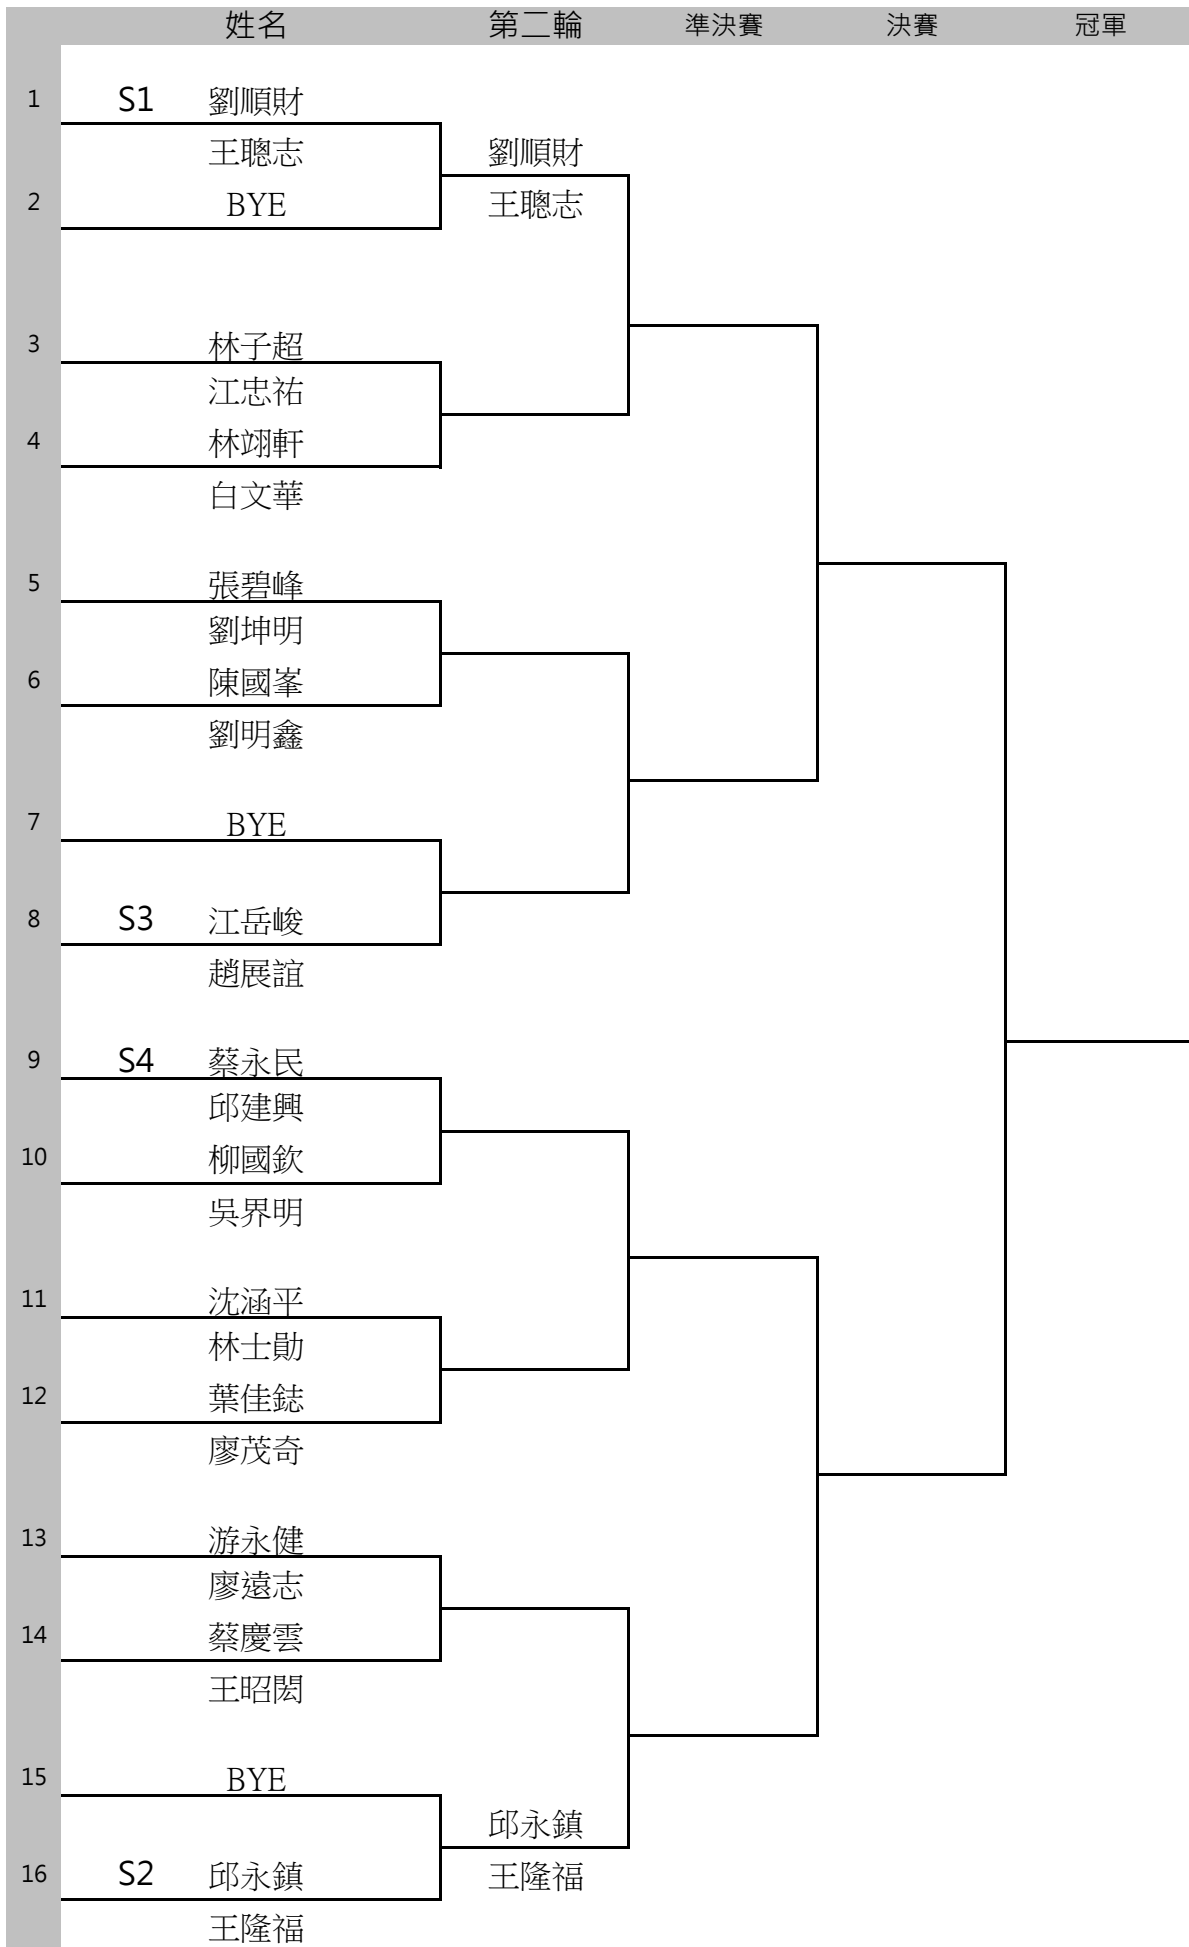 姓名 第二輪 準決賽 決賽 冠軍
1 S1 劉順財
王聰志 劉順財
2 BYE 王聰志
3 林子超
江忠祐
4 林翊軒
白文華
5 張碧峰
劉坤明
6 陳國峯
劉明鑫
7 BYE
8 S3 江岳峻
趙展誼
9 S4 蔡永民
邱建興
10 柳國欽
吳界明
11 沈涵平
林士勛
12 葉佳鋕
廖茂奇
13 游永健
廖遠志
14 蔡慶雲
王昭閎
15 BYE
邱永鎮
16 S2 邱永鎮 王隆福
王隆福